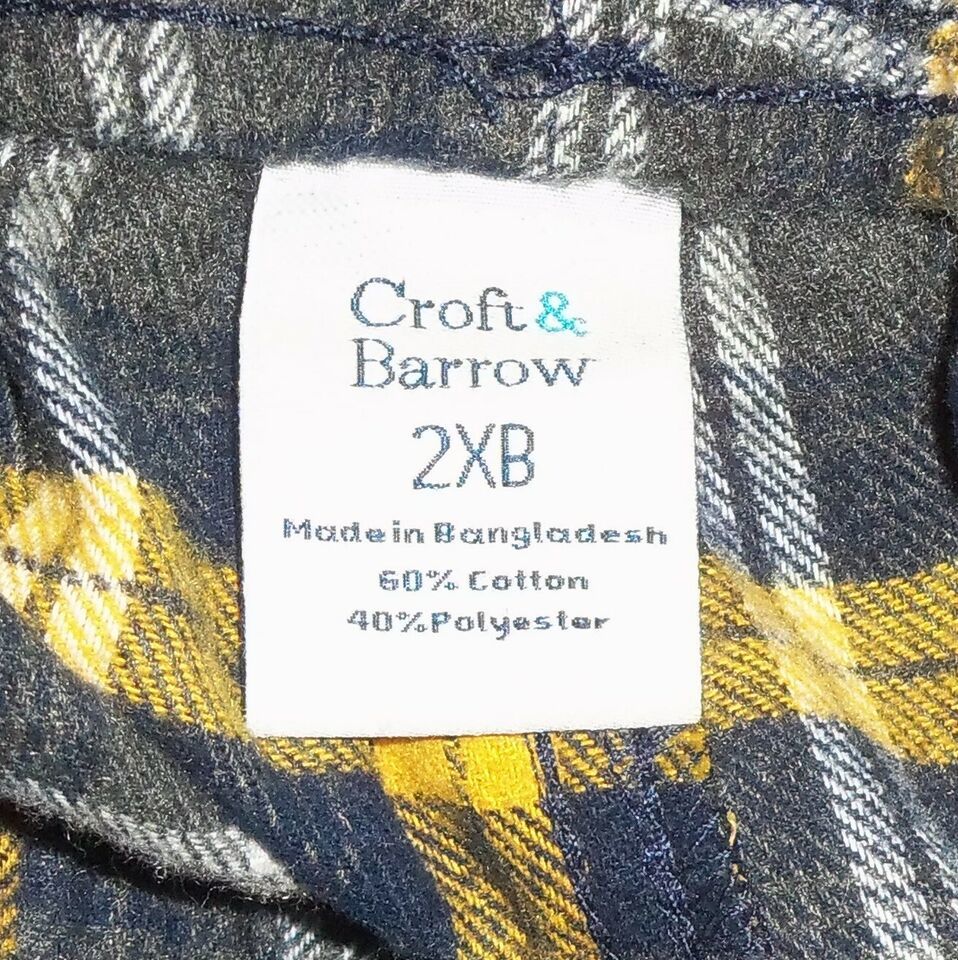 Croft &
Barrow
2XB
Made in Bangladesh
60% Cotton
40% Polyester